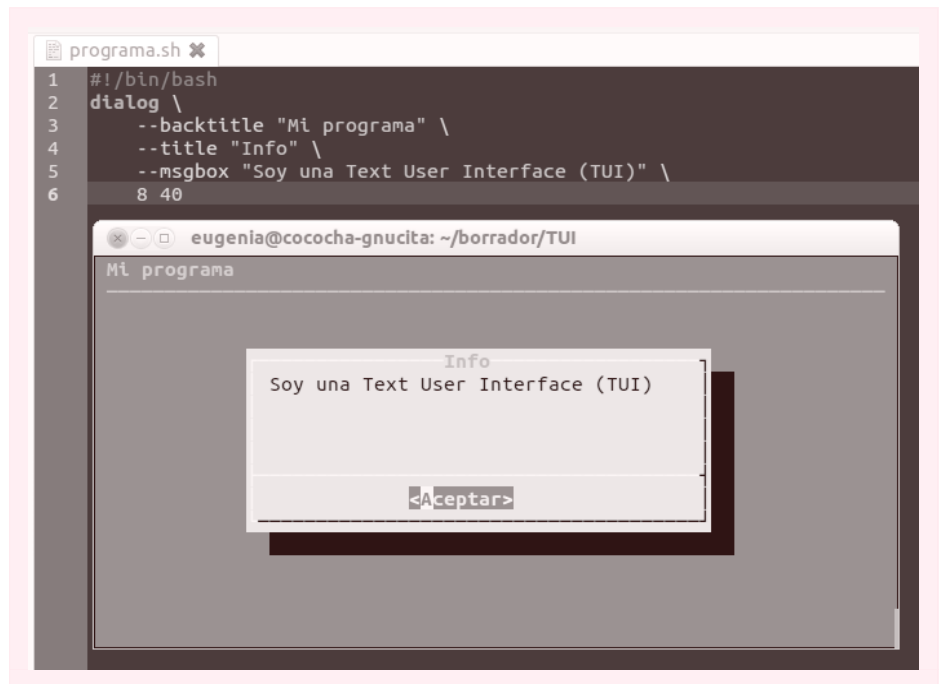 programa.sh
1 #!/bin/bash
2 dialog \
3 --backtitle "Mi programa" \
4 --title "Info" \
5 --msgbox "Soy una Text User Interface (TUI)" \
6 8 40
eugenia@cococha-gnucita: ~/borrador/TUI
Mi programa
Info
Soy una Text User Interface (TUI)
<Aceptar>